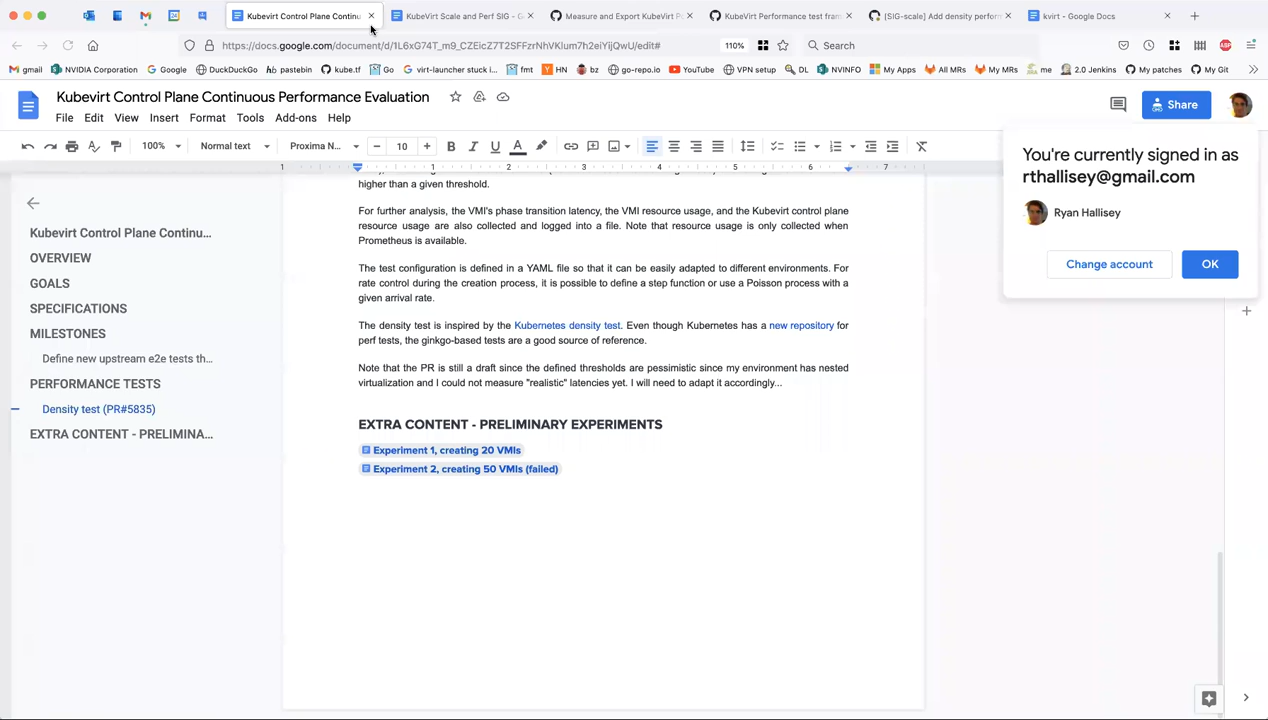 Kubevirt Control Plane Continu
KubeVirt Scale and Perf SIG - G
Measure and Export KubeVirt P
KubeVirt Performance test fram
[SIG-scale] Add density perform
kvirt - Google Docs
https://docs.google.com/document/d/1L6xG74T_m9_CZEicZ7T2SFFzrNhVKlum7h2eiYijQwU/edit#
110%
Search
gmail
NVIDIA Corporation
Google
DuckDuckGo
pastebin
kube.tf
Go
virt-launcher stuck i...
fmt
HN
bz
go-repo.io
YouTube
VPN setup
DL
NVINFO
My Apps
All MRs
My MRs
me
2.0 Jenkins
My patches
My Git
Kubevirt Control Plane Continuous Performance Evaluation
File Edit View Insert Format Tools Add-ons Help
Share
100%
Normal text
Proxima N...
10
1 1 2 3 4 5 6 7
You're currently signed in as
rthallisey@gmail.com
Ryan Hallisey
Change account
OK
Kubevirt Control Plane Continu...
OVERVIEW
GOALS
SPECIFICATIONS
MILESTONES
Define new upstream e2e tests th...
PERFORMANCE TESTS
Density test (PR#5835)
EXTRA CONTENT - PRELIMINA...
higher than a given threshold.
For further analysis, the VMI's phase transition latency, the VMI resource usage, and the Kubevirt control plane
resource usage are also collected and logged into a file. Note that resource usage is only collected when
Prometheus is available.
The test configuration is defined in a YAML file so that it can be easily adapted to different environments. For
rate control during the creation process, it is possible to define a step function or use a Poisson process with a
given arrival rate.
The density test is inspired by the Kubernetes density test. Even though Kubernetes has a new repository for
perf tests, the ginkgo-based tests are a good source of reference.
Note that the PR is still a draft since the defined thresholds are pessimistic since my environment has nested
virtualization and I could not measure "realistic" latencies yet. I will need to adapt it accordingly...
EXTRA CONTENT - PRELIMINARY EXPERIMENTS
Experiment 1, creating 20 VMIs
Experiment 2, creating 50 VMIs (failed)